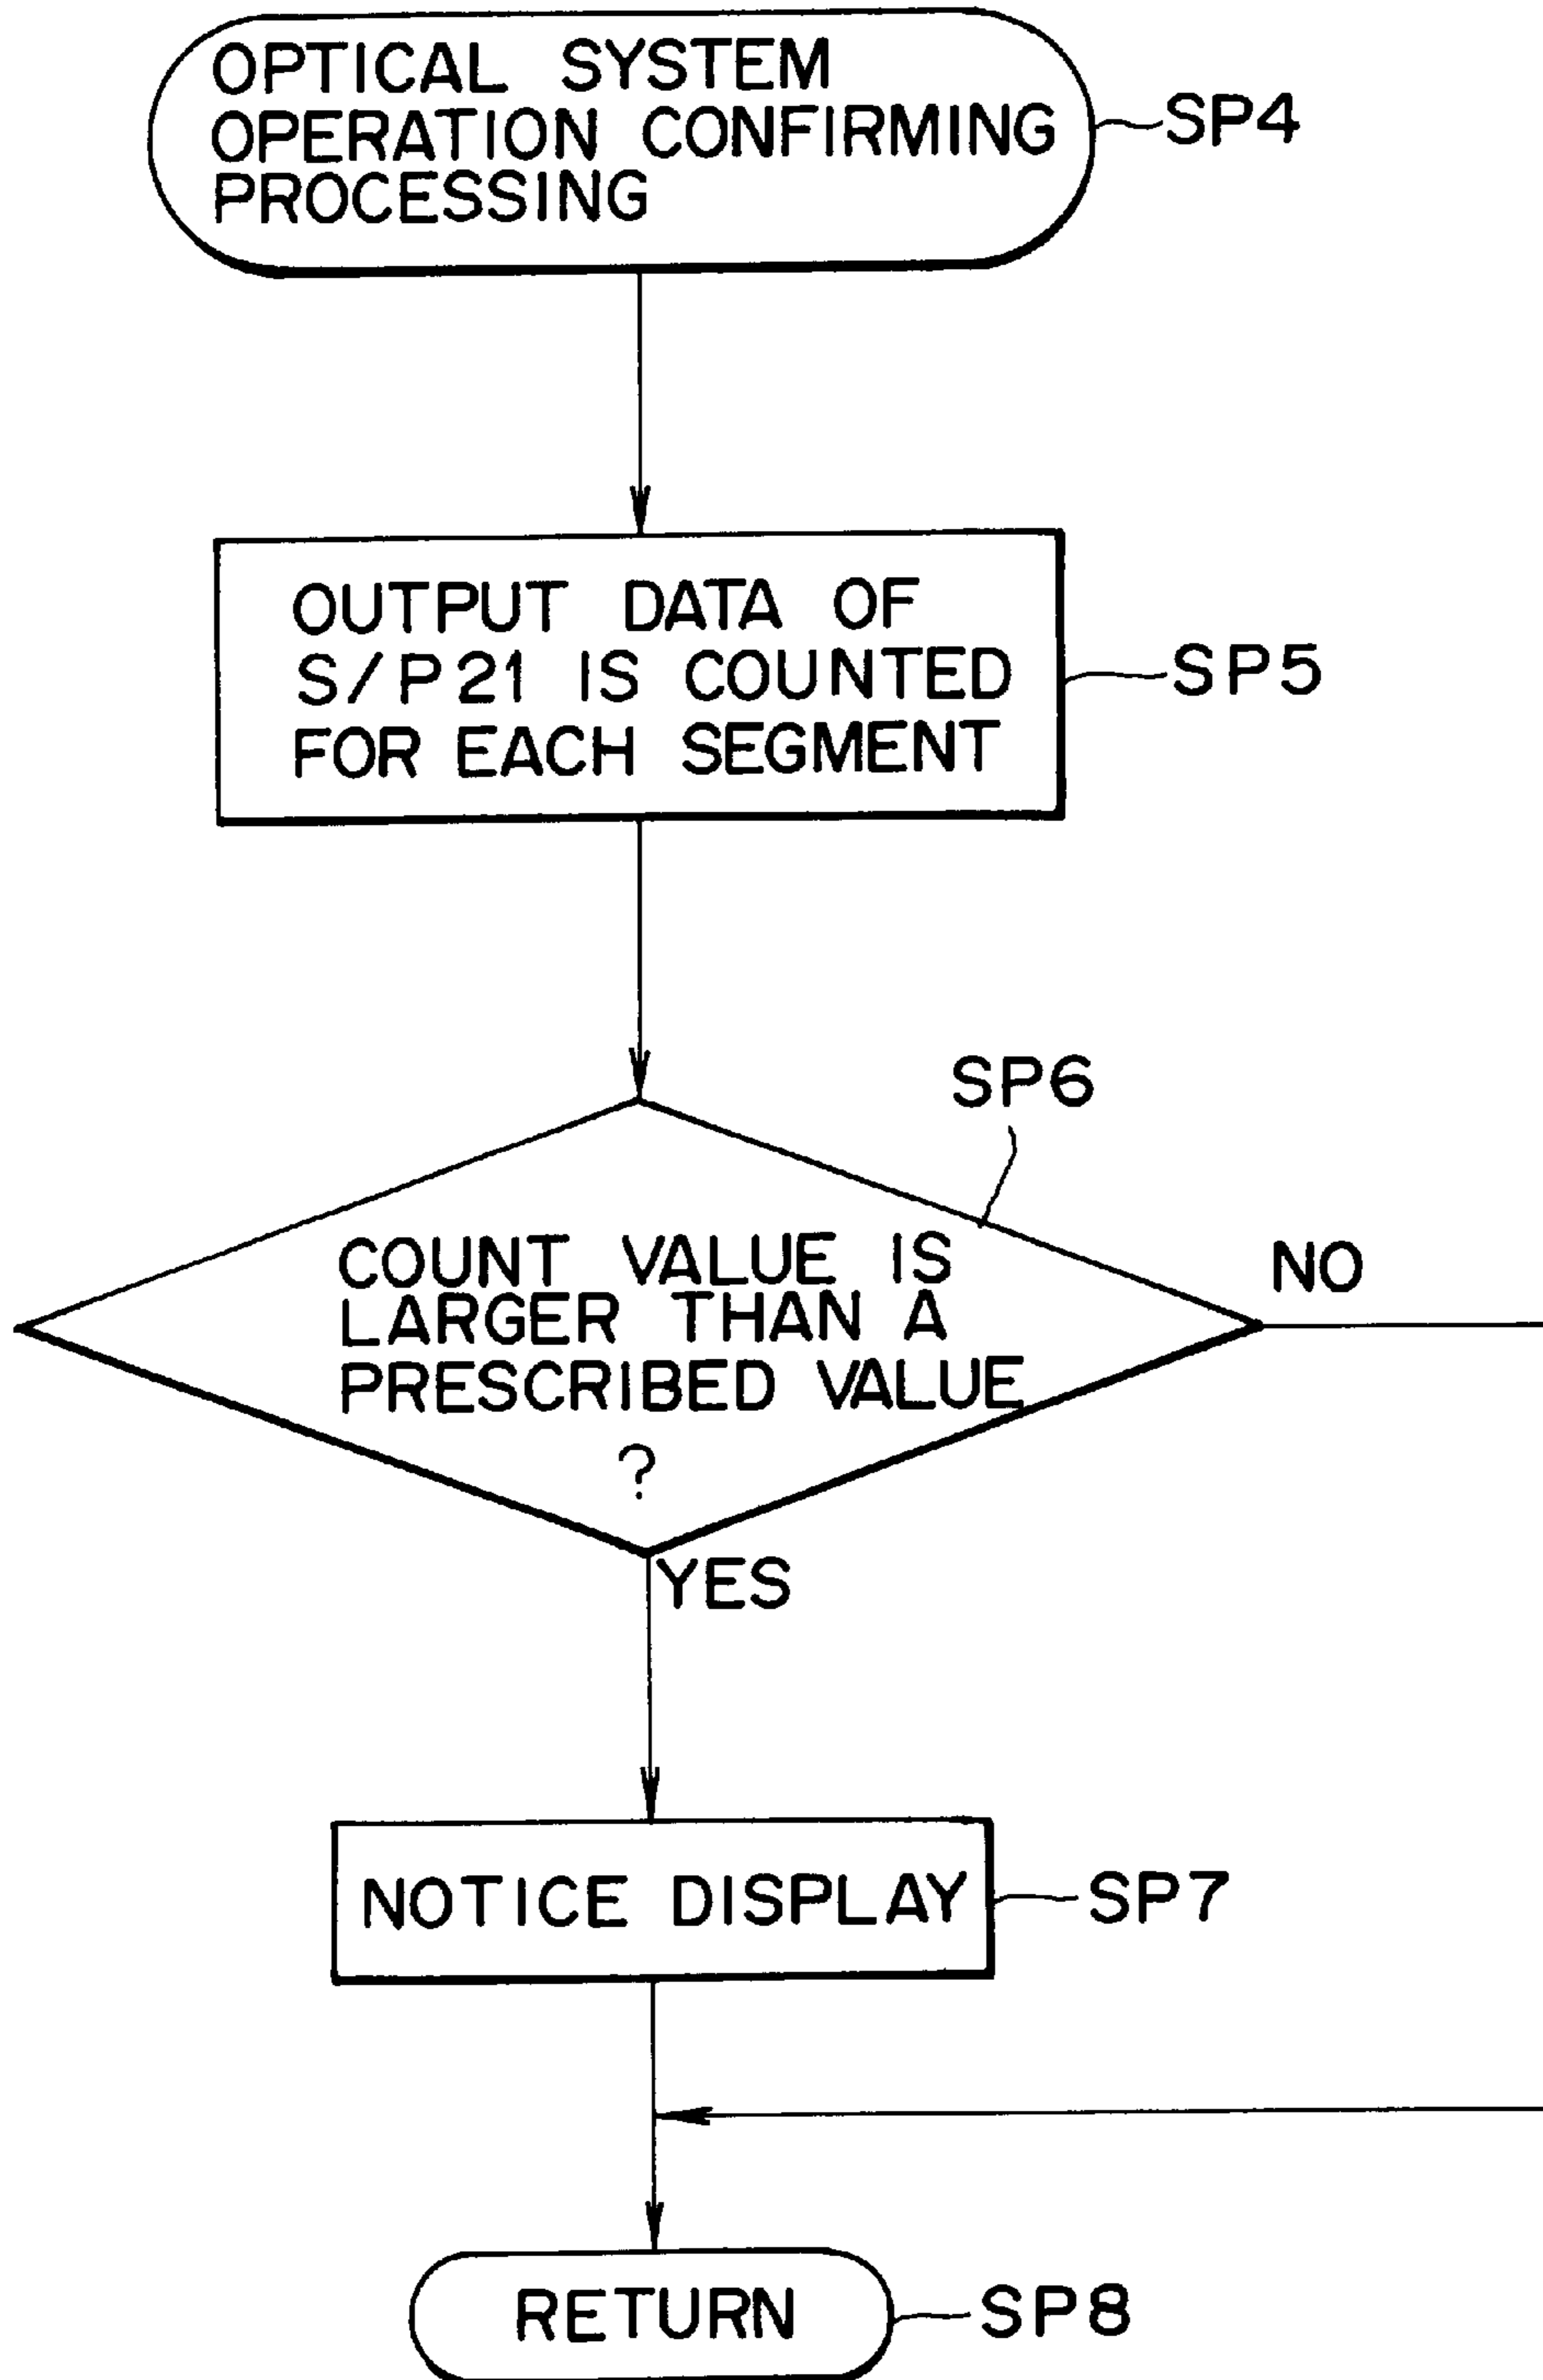 OPTICAL SYSTEM
OPERATION CONFIRMING
PROCESSING
SP4
OUTPUT DATA OF
S/P21 IS COUNTED
FOR EACH SEGMENT
SP5
SP6
COUNT VALUE IS
LARGER THAN A
PRESCRIBED VALUE
?
NO
YES
NOTICE DISPLAY
SP7
RETURN
SP8